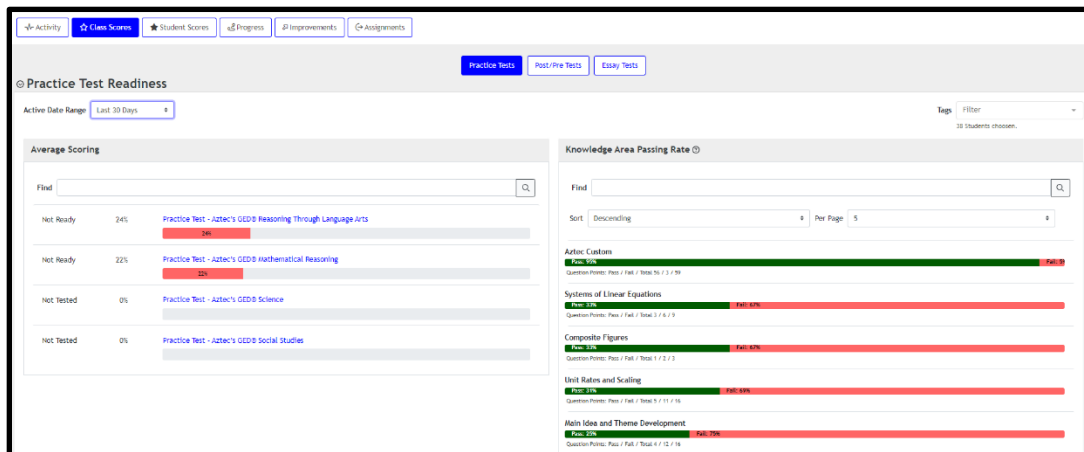 Activity
Class Scores
Student Scores
Progress
Improvements
Assignments
Practice Tests
Post/Pre Tests
Essay Tests
Practice Test Readiness
Active Date Range Last 30 Days
Tags Filter
38 Students choosen.
Average Scoring
Find
Not Ready 24% Practice Test - Aztec's GED® Reasoning Through Language Arts
24%
Not Ready 22% Practice Test - Aztec's GED® Mathematical Reasoning
22%
Not Tested 0% Practice Test - Aztec's GED® Science
Not Tested 0% Practice Test - Aztec's GED® Social Studies
Knowledge Area Passing Rate
Find
Sort Descending Per Page 5
Aztec Custom
Pass: 95% Fail: 5%
Question Points: Pass / Fail / Total 56 / 3 / 59
Systems of Linear Equations
Pass: 33% Fail: 67%
Question Points: Pass / Fail / Total 3 / 6 / 9
Composite Figures
Pass: 33% Fail: 67%
Question Points: Pass / Fail / Total 1 / 2 / 3
Unit Rates and Scaling
Pass: 31% Fail: 69%
Question Points: Pass / Fail / Total 5 / 11 / 16
Main Idea and Theme Development
Pass: 25% Fail: 75%
Question Points: Pass / Fail / Total 4 / 12 / 16